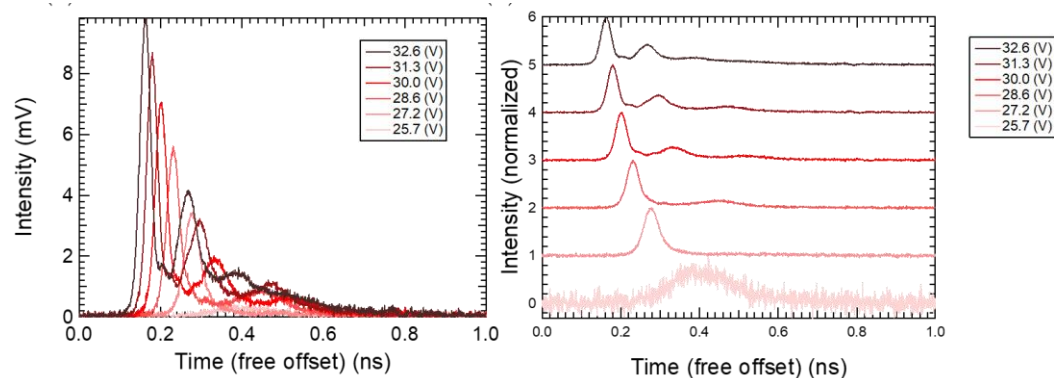 Intensity (mV)
8
6
4
2
0
0.0 0.2 0.4 0.6 0.8 1.0
Time (free offset) (ns)
32.6 (V)
31.3 (V)
30.0 (V)
28.6 (V)
27.2 (V)
25.7 (V)
Intensity (normalized)
6
5
4
3
2
1
0
0.0 0.2 0.4 0.6 0.8 1.0
Time (free offset) (ns)
32.6 (V)
31.3 (V)
30.0 (V)
28.6 (V)
27.2 (V)
25.7 (V)